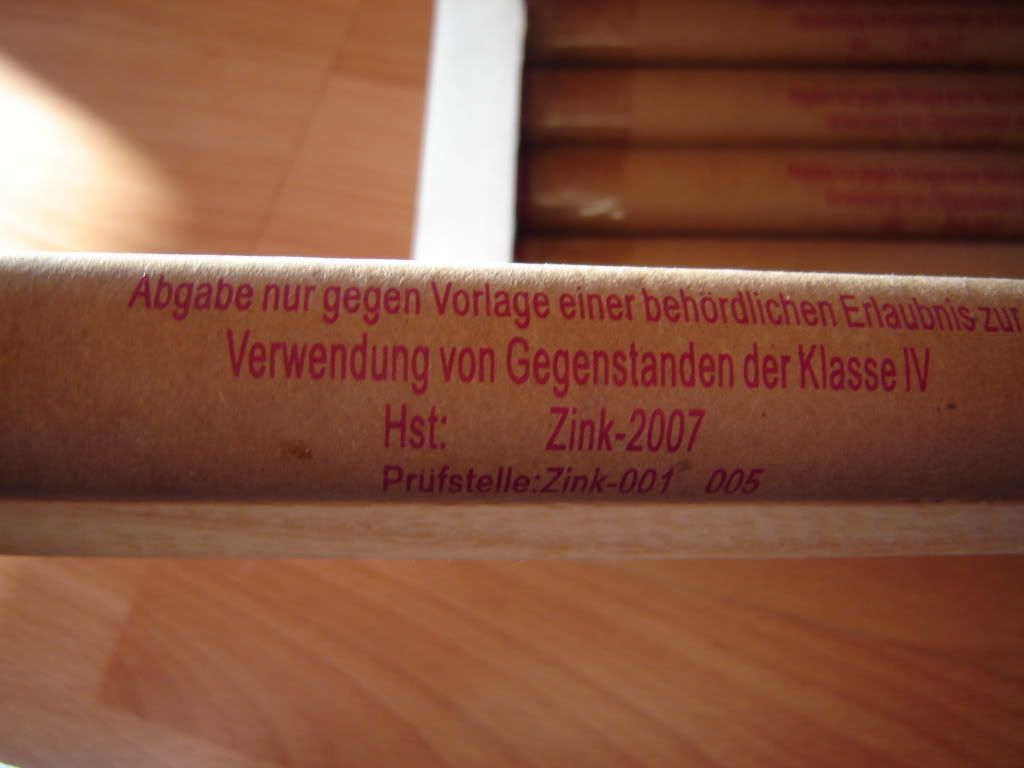 Abgabe nur gegen Vorlage einer behördlichen Erlaubnis zur
Verwendung von Gegenstanden der Klasse IV
Hst: Zink-2007
Prüfstelle:Zink-001 005